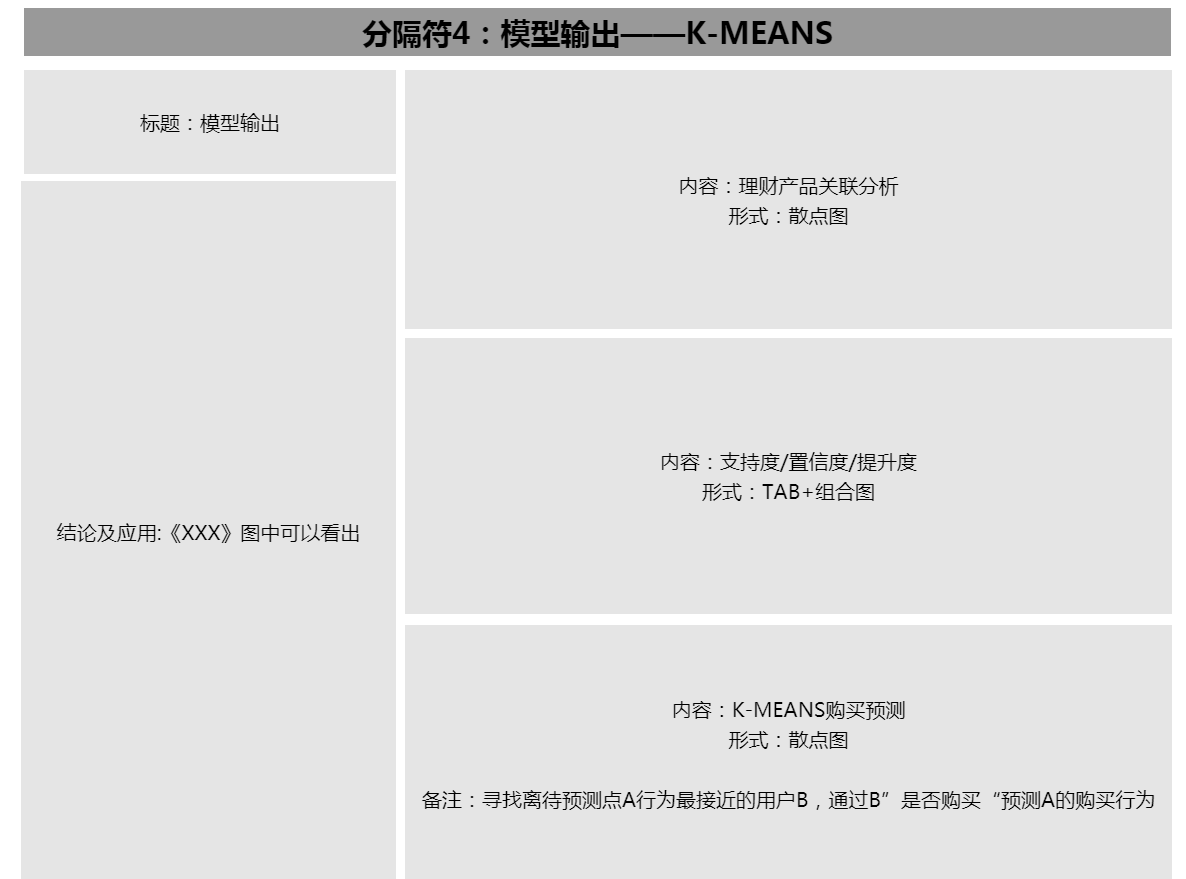 分隔符4：模型输出——K-MEANS
标题：模型输出
结论及应用:《XXX》图中可以看出
内容：理财产品关联分析
形式：散点图
内容：支持度/置信度/提升度
形式：TAB+组合图
内容：K-MEANS购买预测
形式：散点图
备注：寻找离待预测点A行为最接近的用户B，通过B”是否购买“预测A的购买行为